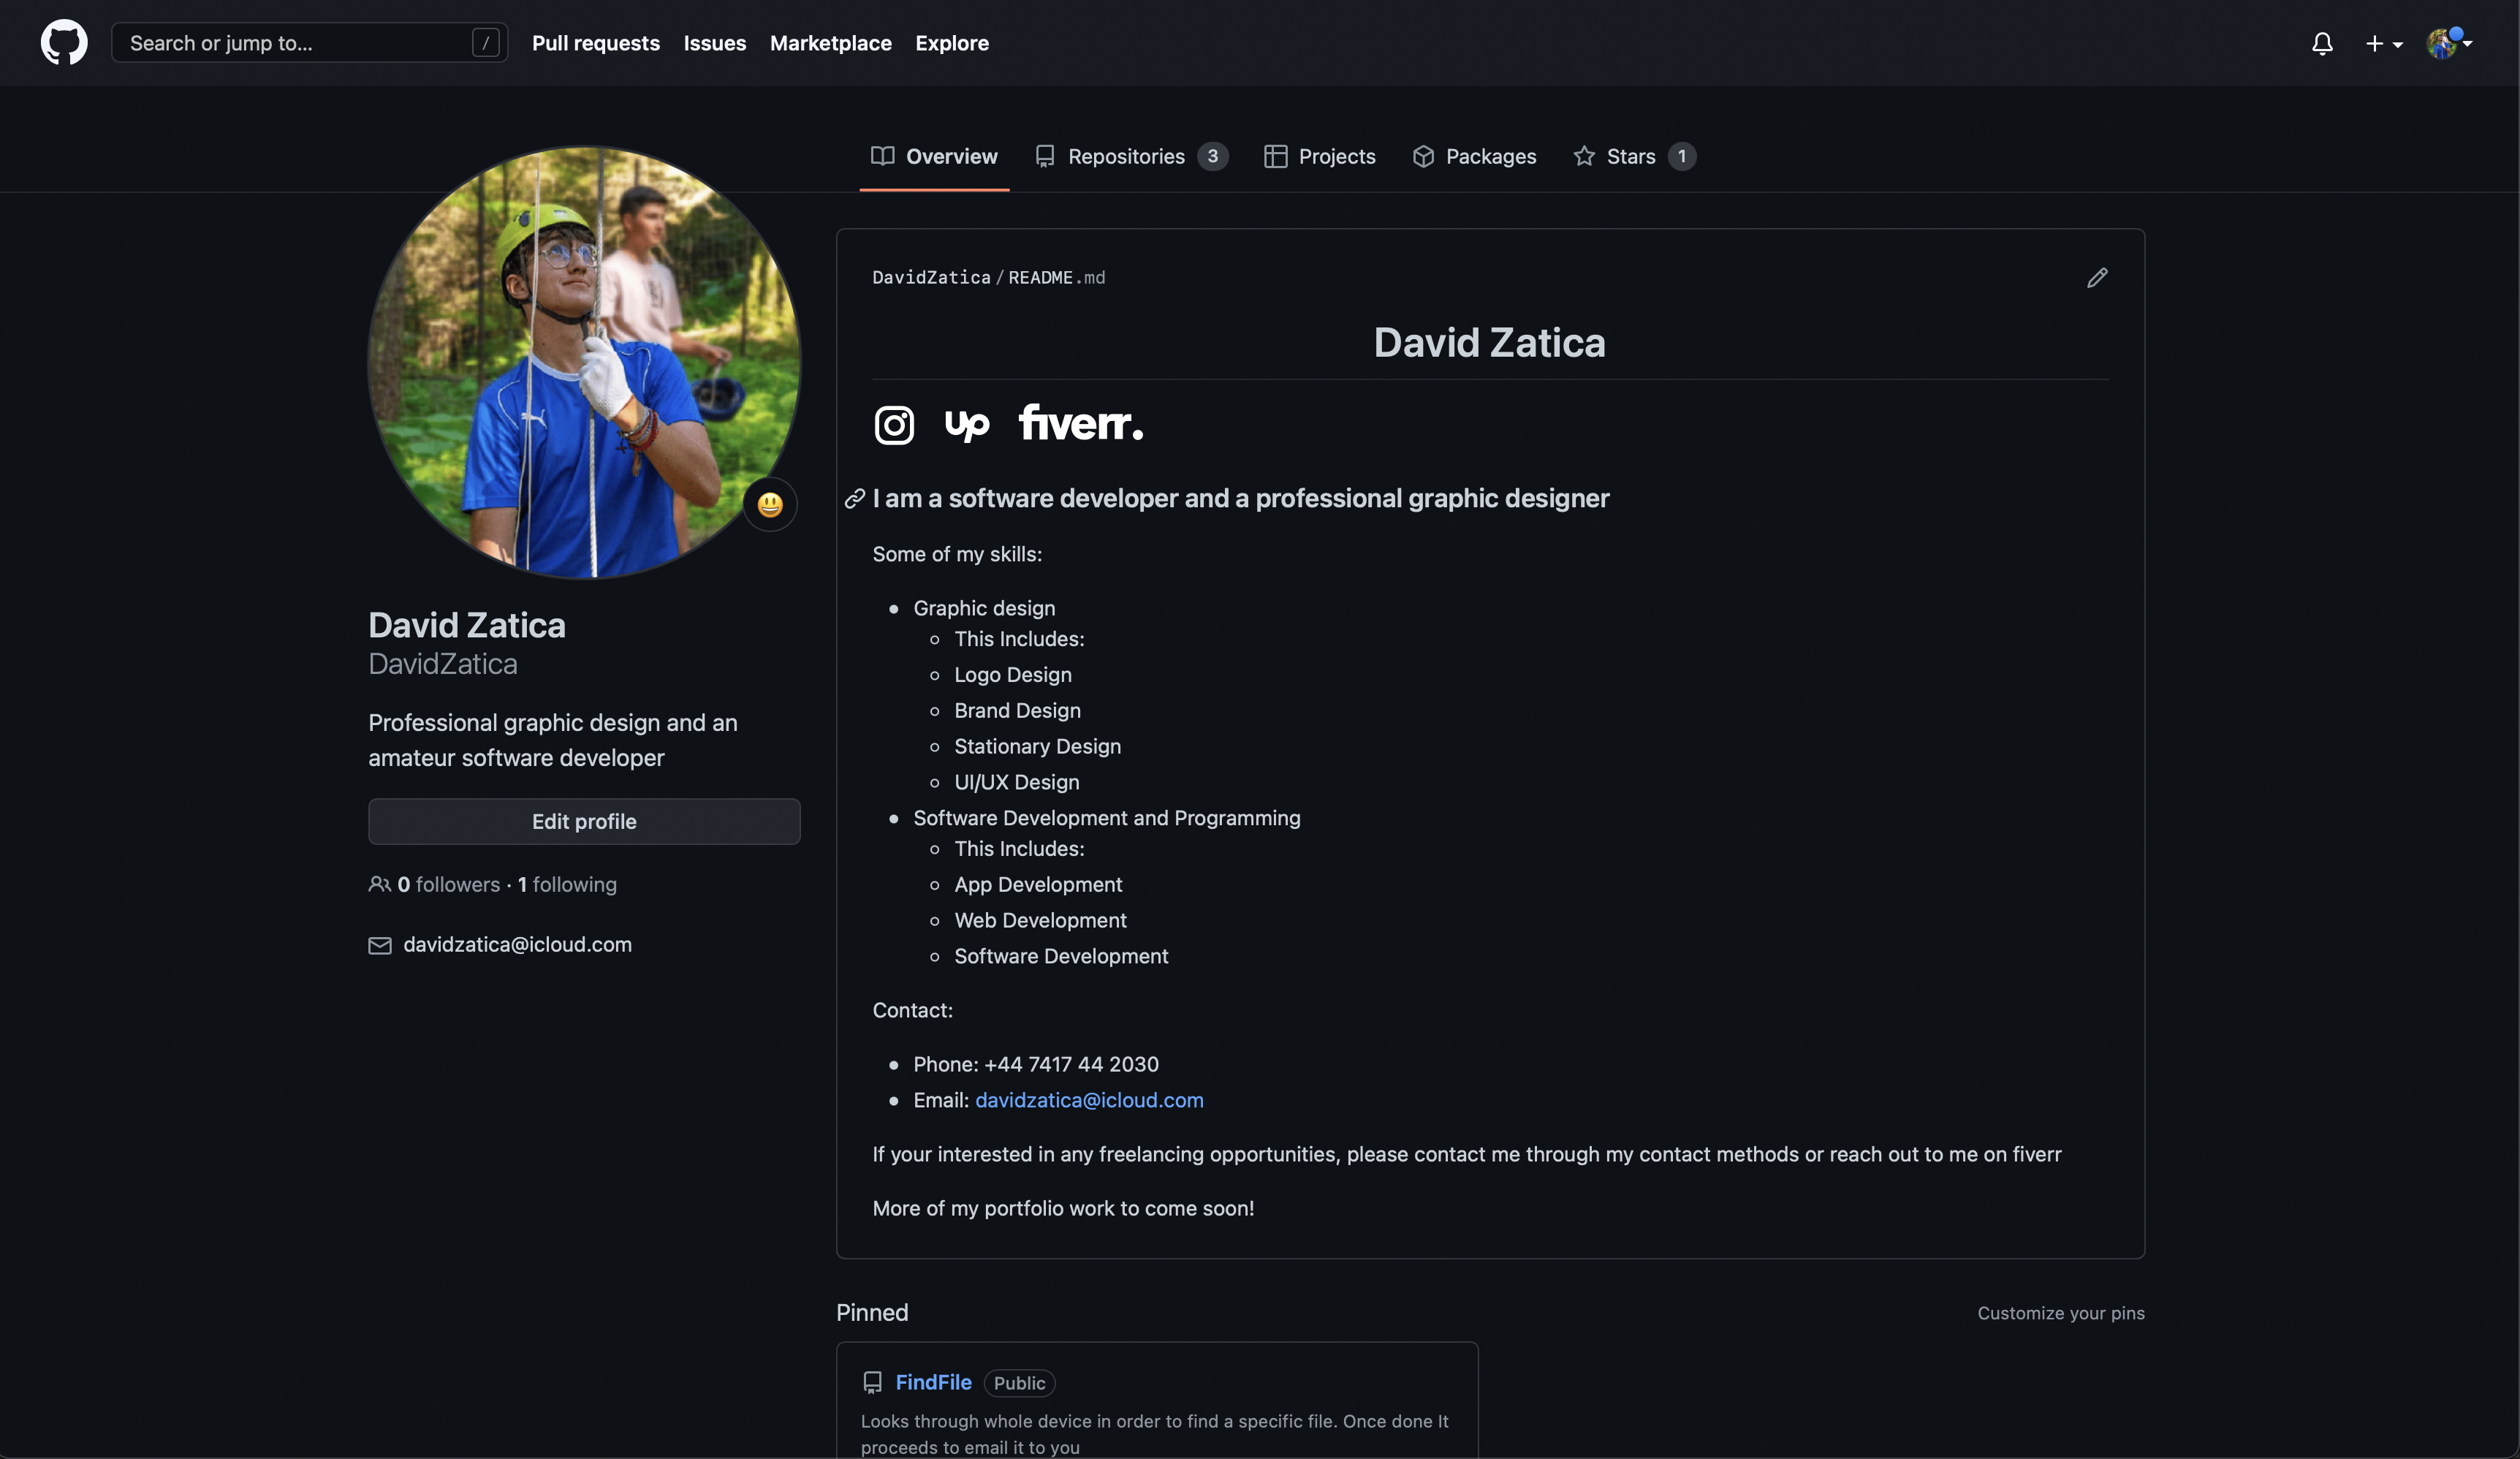 Search or jump to... /
Pull requests Issues Marketplace Explore
Overview Repositories 3 Projects Packages Stars 1
David Zatica
DavidZatica
Professional graphic design and an
amateur software developer
Edit profile
0 followers · 1 following
davidzatica@icloud.com
DavidZatica/README.md
David Zatica
up fiverr.
I am a software developer and a professional graphic designer
Some of my skills:
Graphic design
This Includes:
Logo Design
Brand Design
Stationary Design
UI/UX Design
Software Development and Programming
This Includes:
App Development
Web Development
Software Development
Contact:
Phone: +44 7417 44 2030
Email: davidzatica@icloud.com
If your interested in any freelancing opportunities, please contact me through my contact methods or reach out to me on fiverr
More of my portfolio work to come soon!
Pinned
Customize your pins
FindFile Public
Looks through whole device in order to find a specific file. Once done It
proceeds to email it to you